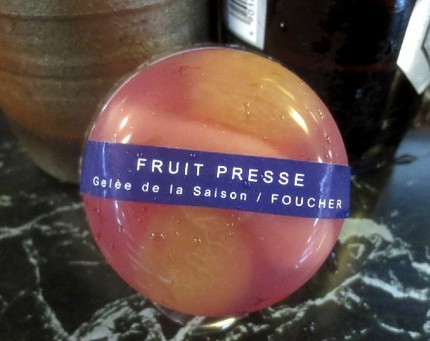 FRUIT PRESSE
Gelée de la Saison / FOUCHER